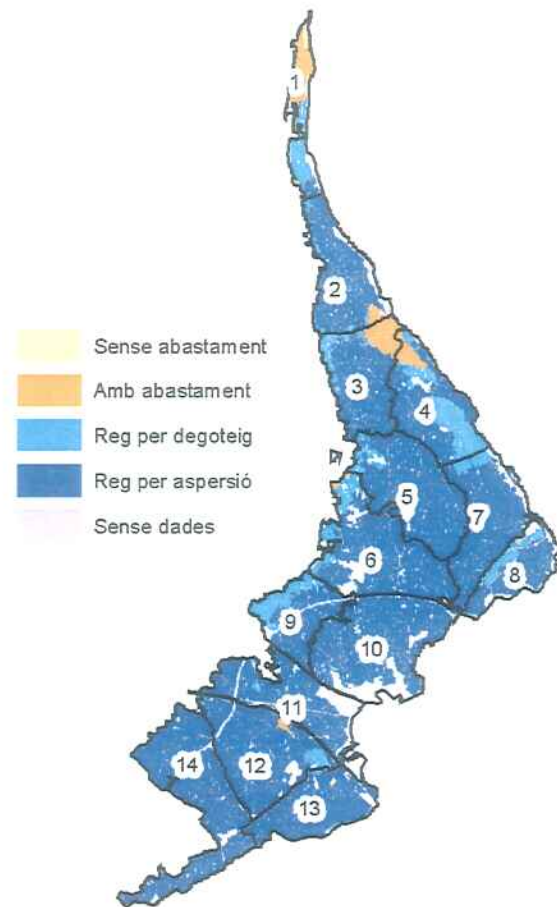 1
2
Sense abastament
Amb abastament
3
4
Reg per degoteig
Reg per aspersió
5
7
Sense dades
6
8
9
10
11
14
12
13